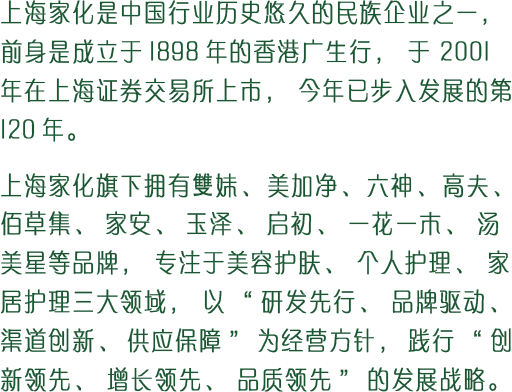 上海家化是中国行业历史悠久的民族企业之一，
前身是成立于1898年的香港广生行， 于 2001
年在上海证券交易所上市， 今年已步入发展的第
120年。
上海家化旗下拥有雙妹、美加净、六神、高夫、
佰草集、 家安、 玉泽、 启初、 一花一木、 汤
美星等品牌， 专注于美容护肤、 个人护理、 家
居护理三大领域， 以 “研发先行、 品牌驱动、
渠道创新、供应保障” 为经营方针，践行“创
新领先、 增长领先、 品质领先” 的发展战略。